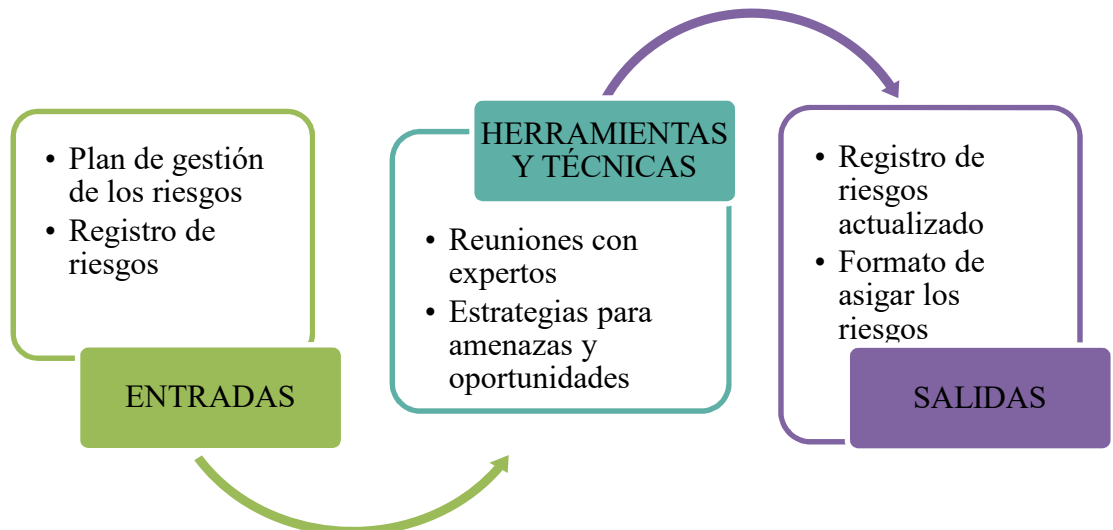 • Plan de gestión
de los riesgos
• Registro de
riesgos
ENTRADAS
HERRAMIENTAS
Y TÉCNICAS
• Reuniones con
expertos
• Estrategias para
amenazas y
oportunidades
• Registro de
riesgos
actualizado
• Formato de
asigar los
riesgos
SALIDAS